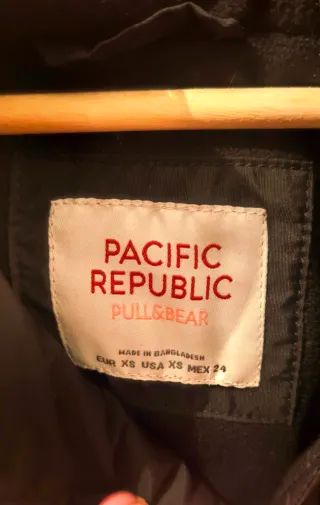 PACIFIC
REPUBLIC
PULL&BEAR
MADE IN BANGLADESH
EUR XS USA XS MEX 24